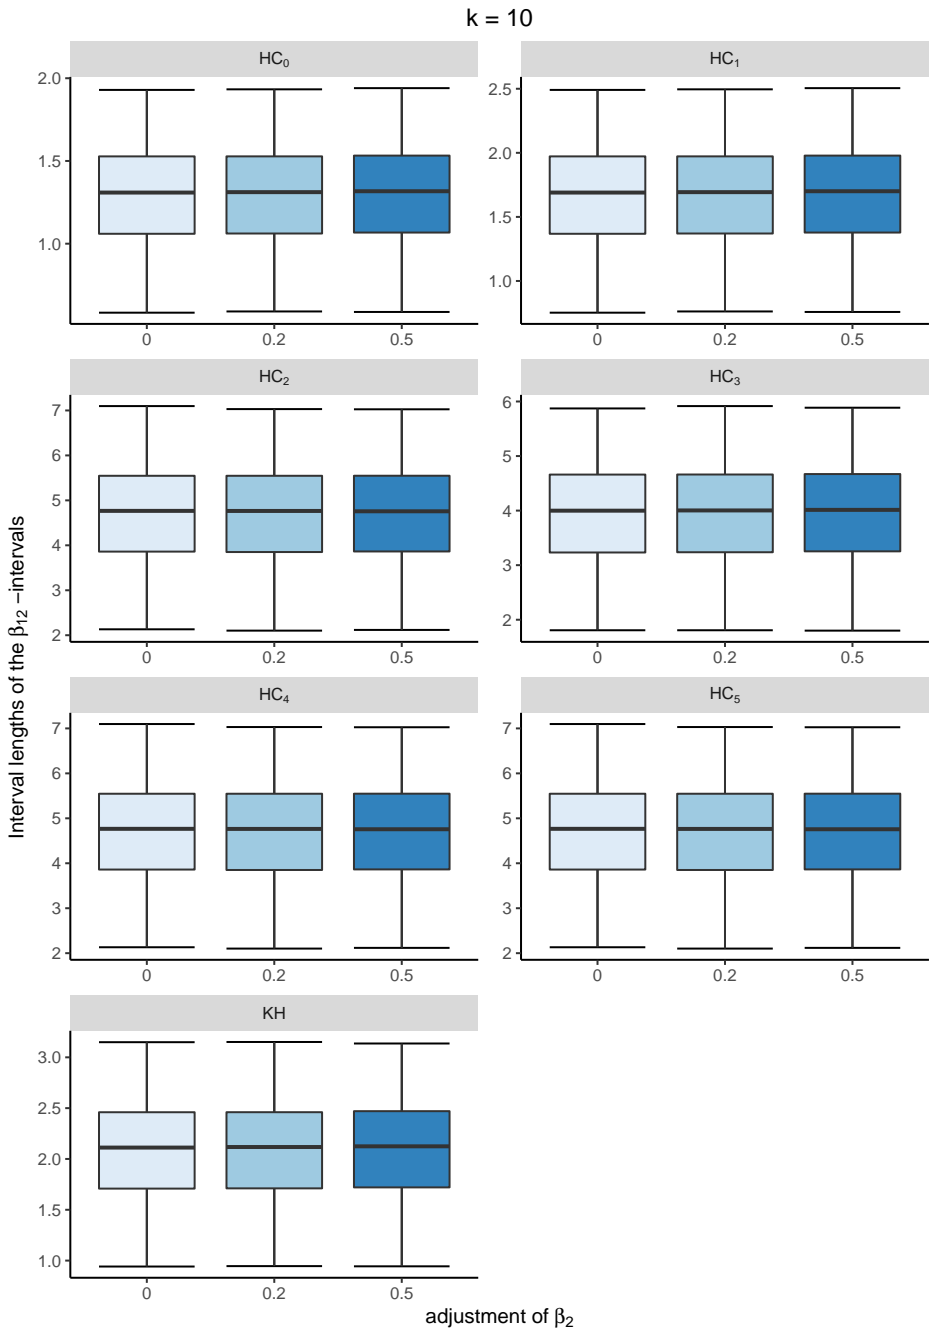 k = 10
HC₀
HC₁
2.0
1.5
1.0
0 0.2 0.5
2.5
2.0
1.5
1.0
0 0.2 0.5
HC₂
HC₃
7
6
5
4
3
2
0 0.2 0.5
6
5
4
3
2
0 0.2 0.5
HC₄
HC₅
7
6
5
4
3
2
0 0.2 0.5
7
6
5
4
3
2
0 0.2 0.5
KH
3.0
2.5
2.0
1.5
1.0
0 0.2 0.5
Interval lengths of the β₁₂ −intervals
adjustment of β₂